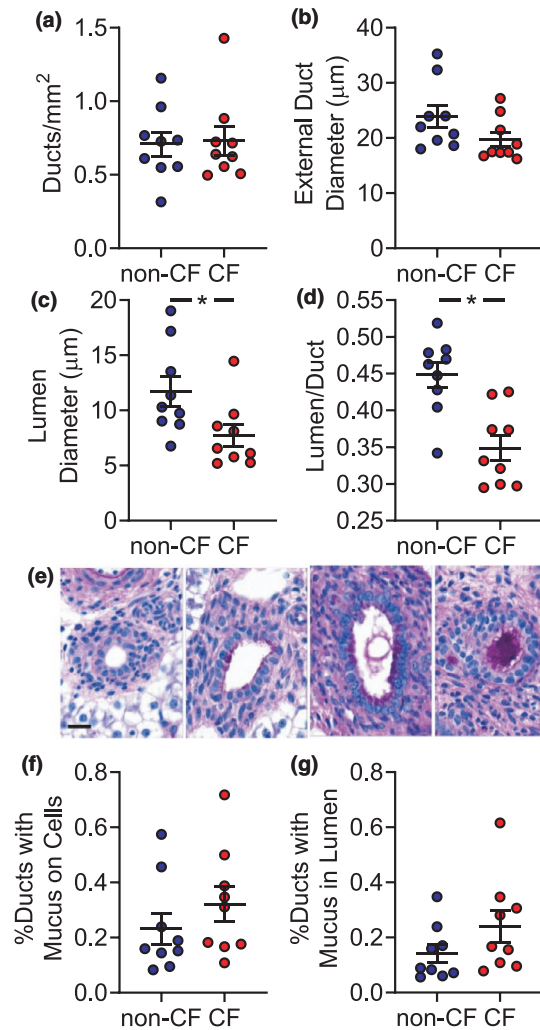 (a)
Ducts/mm²
1.5
1.0
0.5
0.0
non-CF CF
(b)
External Duct
Diameter (μm)
40
30
20
10
0
non-CF CF
(c)
Lumen
Diameter (μm)
20
15
10
5
0
*
non-CF CF
(d)
Lumen/Duct
0.55
0.50
0.45
0.40
0.35
0.30
0.25
*
non-CF CF
(e)
(f)
%Ducts with
Mucus on Cells
0.8
0.6
0.4
0.2
0.0
non-CF CF
(g)
%Ducts with
Mucus in Lumen
0.8
0.6
0.4
0.2
0.0
non-CF CF